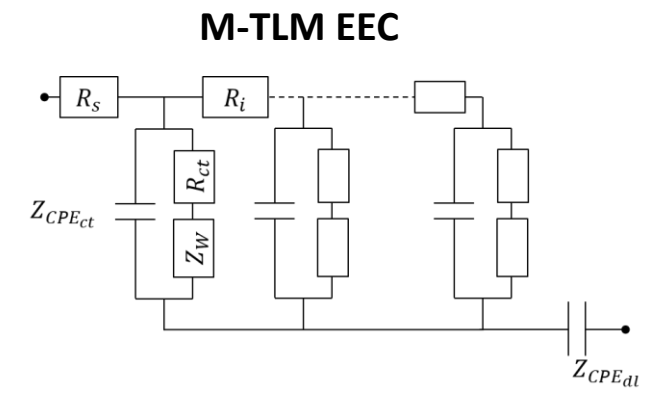 M-TLM EEC
R_s
R_i
R_ct
Z_CPE_ct
Z_W
Z_CPE_dl